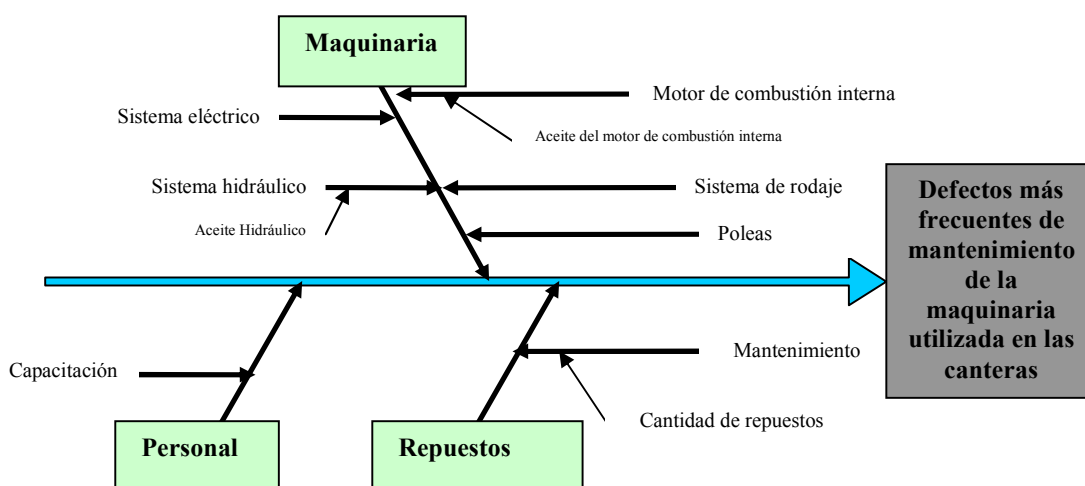 Maquinaria
Motor de combustión interna
Sistema eléctrico
Aceite del motor de combustión interna
Sistema hidráulico
Sistema de rodaje
Aceite Hidráulico
Poleas
Defectos más
frecuentes de
mantenimiento
de la
maquinaria
utilizada en las
canteras
Mantenimiento
Capacitación
Cantidad de repuestos
Personal
Repuestos